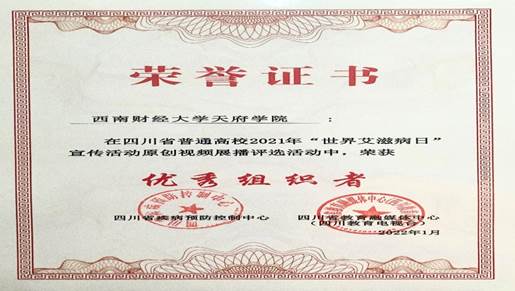 荣誉证书
西南财经大学天府学院：
在四川省普通高校2021年“世界艾滋病日”
宣传活动原创视频展播评选活动中，荣获
优秀组织者
四川省疾病预防控制中心 四川省教育融媒体中心
（四川教育电视台）
2022年1月